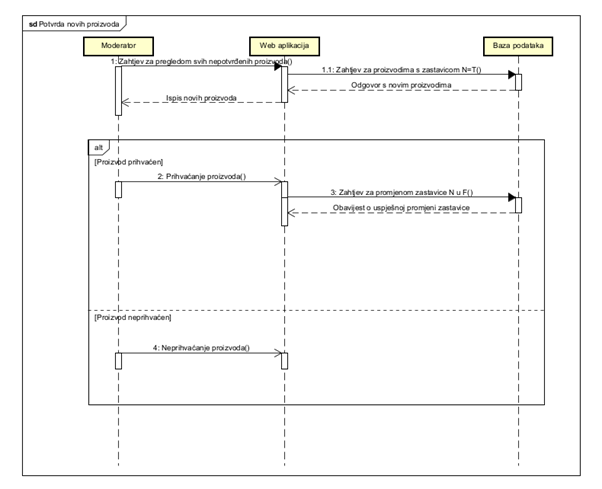 sd Potvrda novih proizvoda
Moderator
Web aplikacija
Baza podataka
1: Zahtjev za pregledom svih nepotvrđenih proizvoda()
1.1: Zahtjev za proizvodima s zastavicom N=T()
Odgovor s novim proizvodima
Ispis novih proizvoda
alt
[Proizvod prihvaćen]
2: Prihvaćanje proizvoda()
3: Zahtjev za promjenom zastavice N u F()
Obavijest o uspješnoj promjeni zastavice
[Proizvod neprihvaćen]
4: Neprihvaćanje proizvoda()